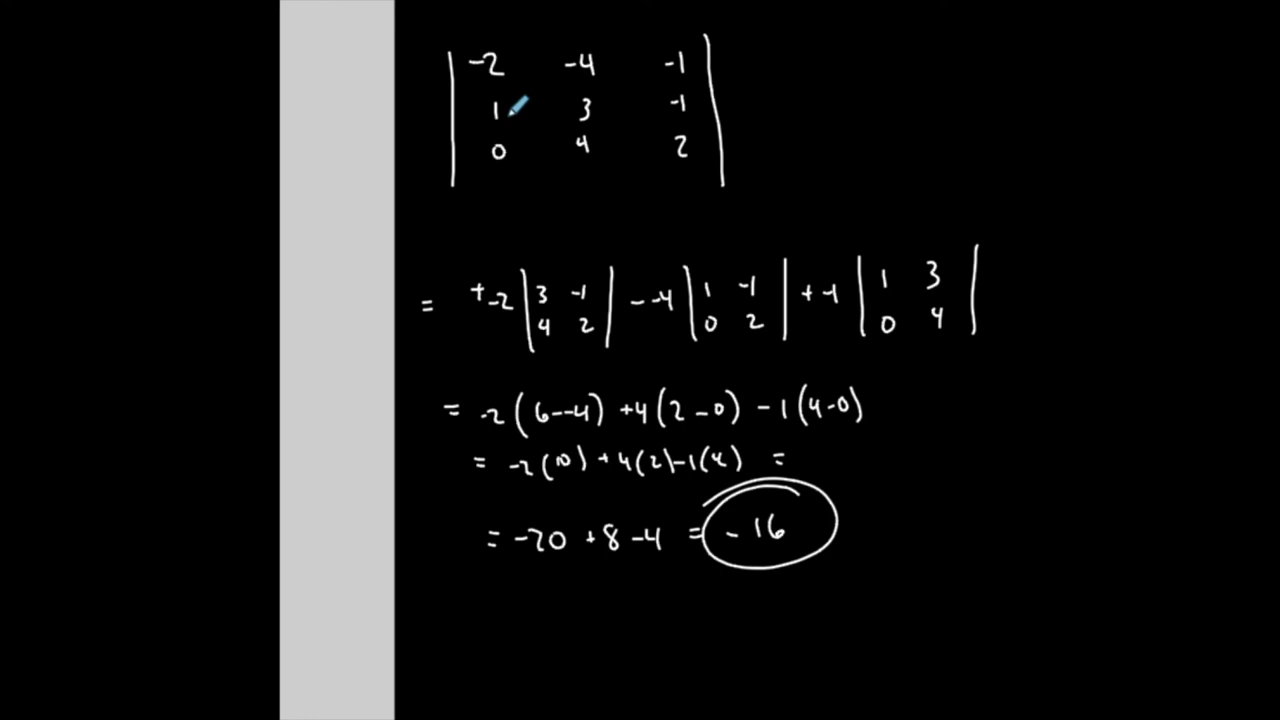 | -2 -4 -1 |
| 1 3 -1 |
| 0 4 2 |
= + -2 | 3 -1 | - -4 | 1 -1 | + -1 | 1 3 |
| 4 2 | | 0 2 | | 0 4 |
= -2 (6 - -4) + 4 (2 - 0) - 1 (4 - 0)
= -2 (10) + 4 (2) - 1 (4) =
= -20 + 8 - 4 = -16